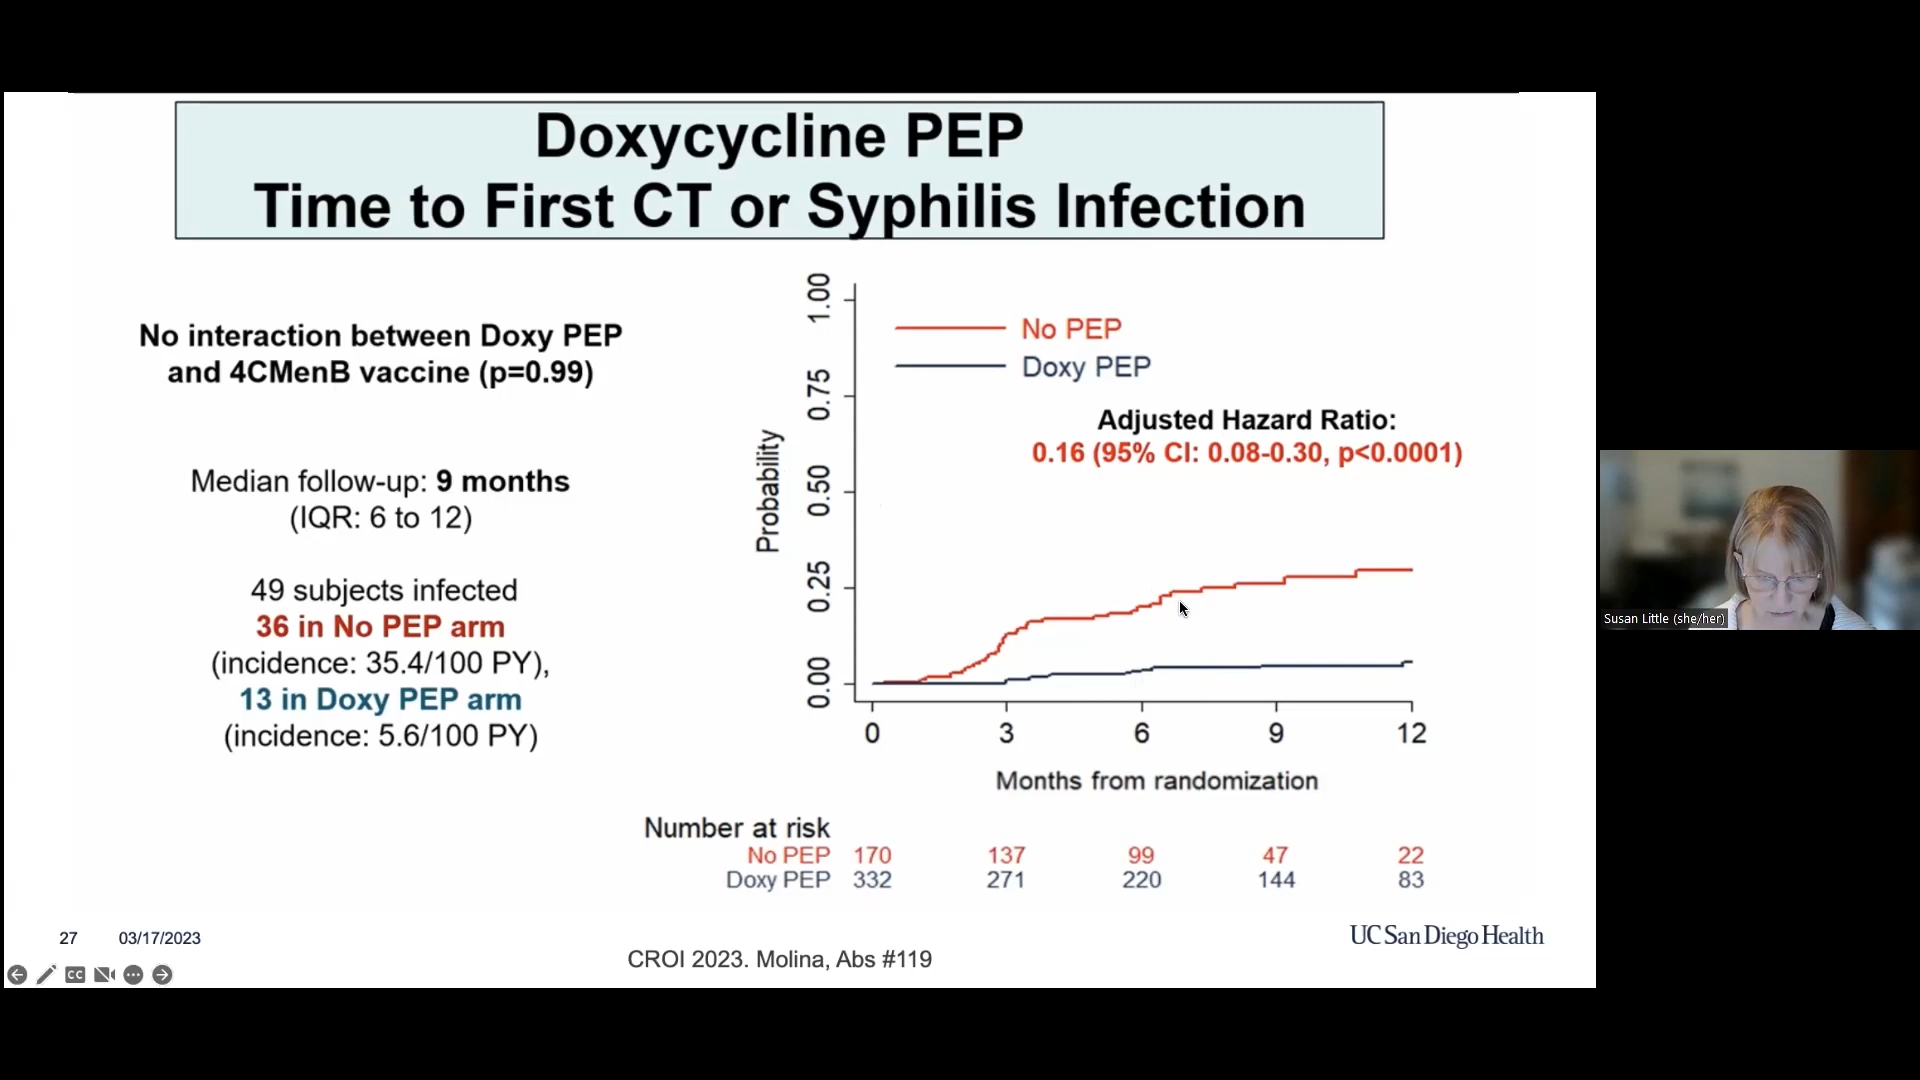 Doxycycline PEP
Time to First CT or Syphilis Infection
No interaction between Doxy PEP
and 4CMenB vaccine (p=0.99)
Median follow-up: 9 months
(IQR: 6 to 12)
49 subjects infected
36 in No PEP arm
(incidence: 35.4/100 PY),
13 in Doxy PEP arm
(incidence: 5.6/100 PY)
No PEP
Doxy PEP
Adjusted Hazard Ratio:
0.16 (95% CI: 0.08-0.30, p<0.0001)
Probability
1.00
0.75
0.50
0.25
0.00
0 3 6 9 12
Months from randomization
Number at risk
No PEP 170 137 99 47 22
Doxy PEP 332 271 220 144 83
27 03/17/2023
CROI 2023. Molina, Abs #119
UC San Diego Health
CC
Susan Little (she/her)